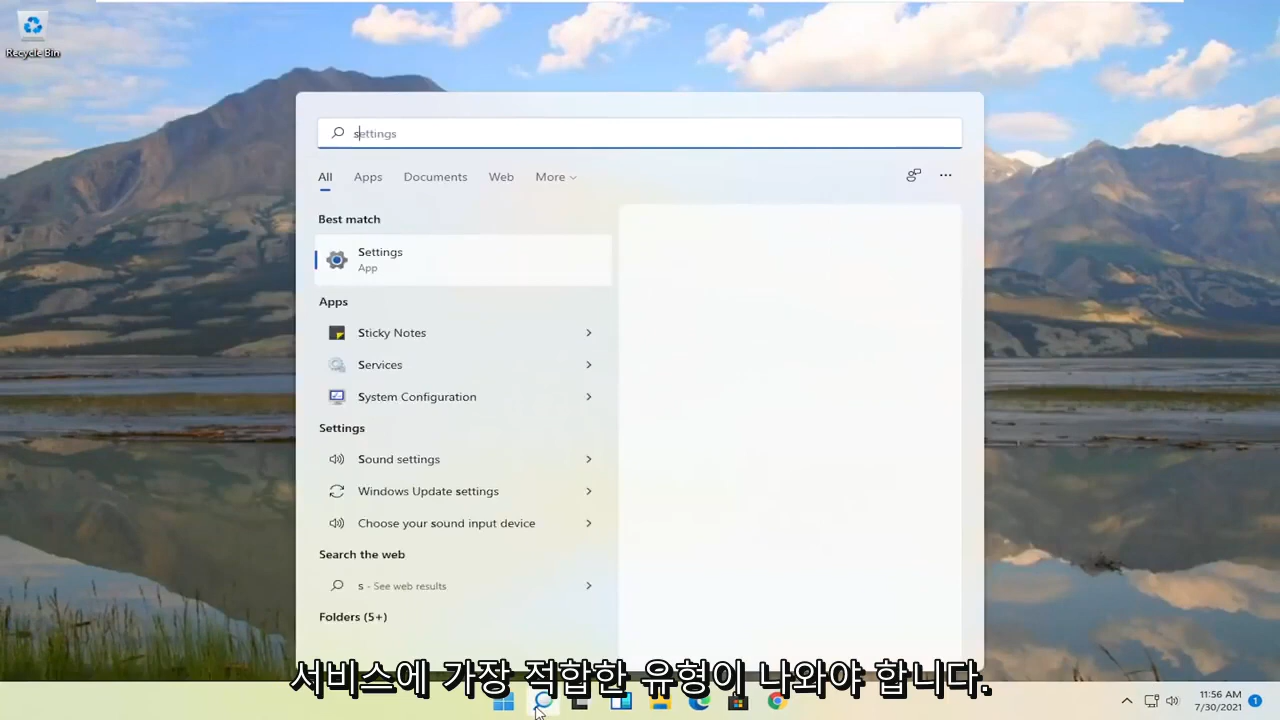 Recycle Bin
settings
All Apps Documents Web More
Best match
Settings
App
Apps
Sticky Notes
Services
System Configuration
Settings
Sound settings
Windows Update settings
Choose your sound input device
Search the web
s - See web results
Folders (5+)
서비스에 가장 적합한 유형이 나와야 합니다.
11:56 AM
7/30/2021
1